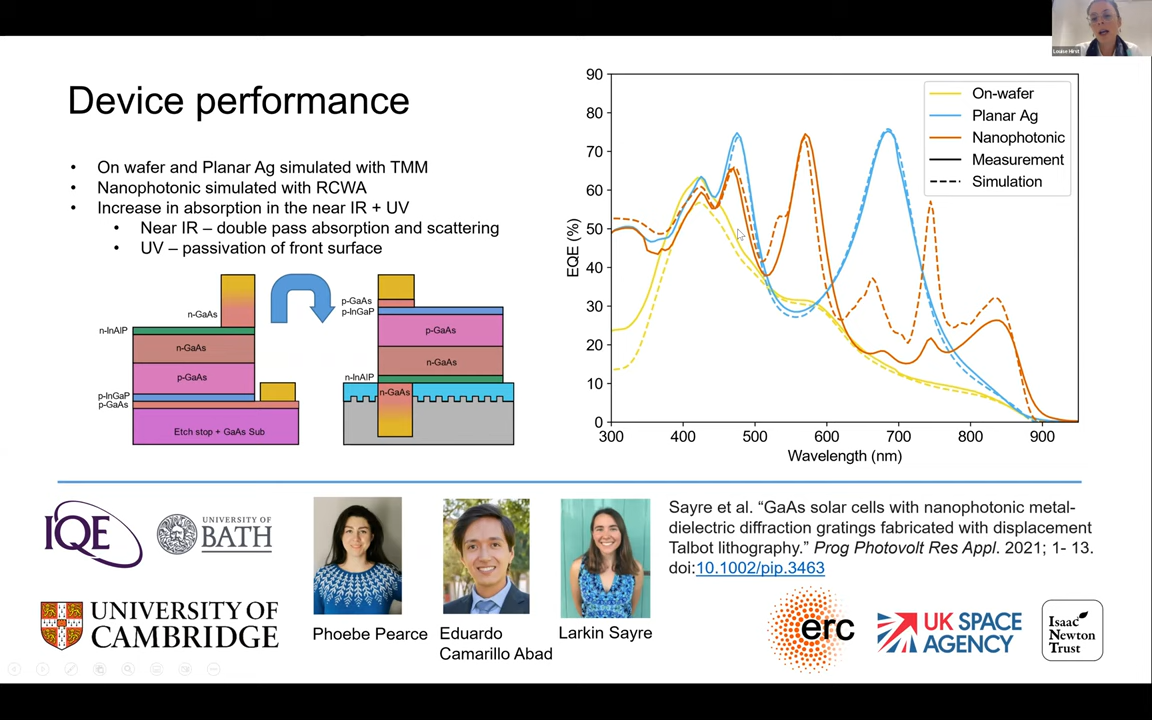 Louise Hirst
Device performance
• On wafer and Planar Ag simulated with TMM
• Nanophotonic simulated with RCWA
• Increase in absorption in the near IR + UV
• Near IR – double pass absorption and scattering
• UV – passivation of front surface
n-GaAs
n-InAlP
n-GaAs
p-GaAs
p-InGaP
p-GaAs
Etch stop + GaAs Sub
p-GaAs
p-InGaP
p-GaAs
n-GaAs
n-InAlP
n-GaAs
90
80
70
60
50
40
30
20
10
0
EQE (%)
300 400 500 600 700 800 900
Wavelength (nm)
On-wafer
Planar Ag
Nanophotonic
Measurement
Simulation
IQE
UNIVERSITY OF
BATH
UNIVERSITY OF
CAMBRIDGE
Phoebe Pearce
Eduardo
Camarillo Abad
Larkin Sayre
Sayre et al. “GaAs solar cells with nanophotonic metal-
dielectric diffraction gratings fabricated with displacement
Talbot lithography.” Prog Photovolt Res Appl. 2021; 1- 13.
doi:10.1002/pip.3463
erc
UK SPACE
AGENCY
Isaac
Newton
Trust